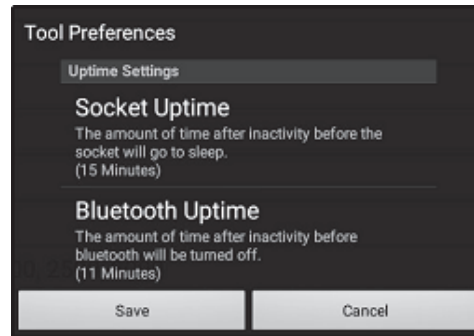 Tool Preferences
Uptime Settings
Socket Uptime
The amount of time after inactivity before the
socket will go to sleep.
(15 Minutes)
Bluetooth Uptime
The amount of time after inactivity before
bluetooth will be turned off.
(11 Minutes)
Save
Cancel